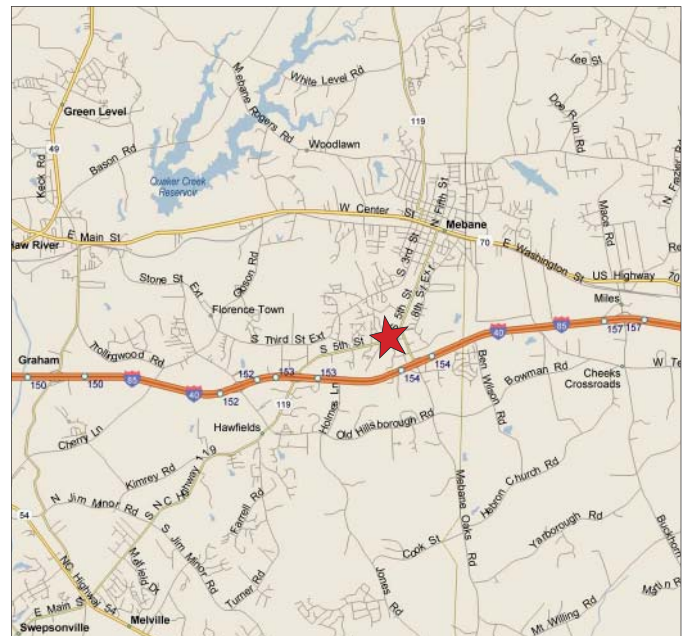 Lee St
White Level Rd
Mebane Rogers Rd
Green Level
Doe Run Rd
119
Woodlawn
49
Bason Rd
Keck Rd
Quaker Creek
Reservoir
N Fifth St
W Center St
Mace Rd
N Frazier R
Mebane
Haw River
E Main St
70
E Washington St
Re
S 3rd St
Stone St Ext
Gibson Rd
US Highway 70
5th St
8th St Ext
Miles
Florence Town
S Third St Ext
S 5th St
40
85
157
157
Trollingwood Rd
Graham
154
152
153
153
154
Ben Wilson Rd
Bowman Rd
Cheeks
Crossroads
W Te
150
150
85
40
152
119
Holmes Ln
Old Hillsborough Rd
Hawfields
Cherry Ln
Kimrey Rd
S NC Highway 119
Farrell Rd
Mebane Oaks Rd
Hebron Church Rd
N Jim Minor Rd
54
S Jim Minor Rd
Yarborough Rd
Buckhorn
Cook St
NC Highway 54
Turner Rd
Jones Rd
E Main St
Melville
Mt Willing Rd
Swepsonville